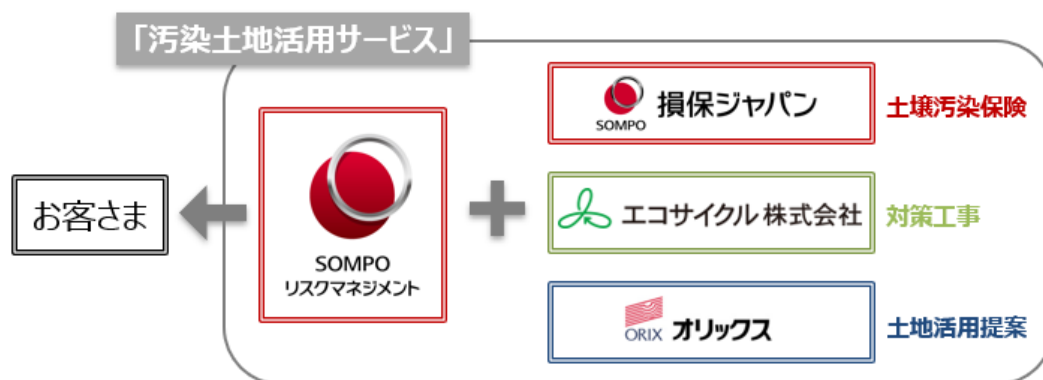 「汚染土地活用サービス」
お客さま
SOMPO
リスクマネジメント
SOMPO 損保ジャパン
土壌汚染保険
エコサイクル 株式会社
対策工事
ORIX オリックス
土地活用提案